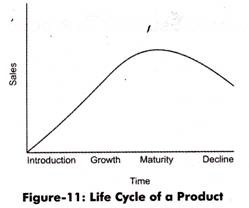 Sales
Introduction Growth Maturity Decline
Time
Figure-11: Life Cycle of a Product